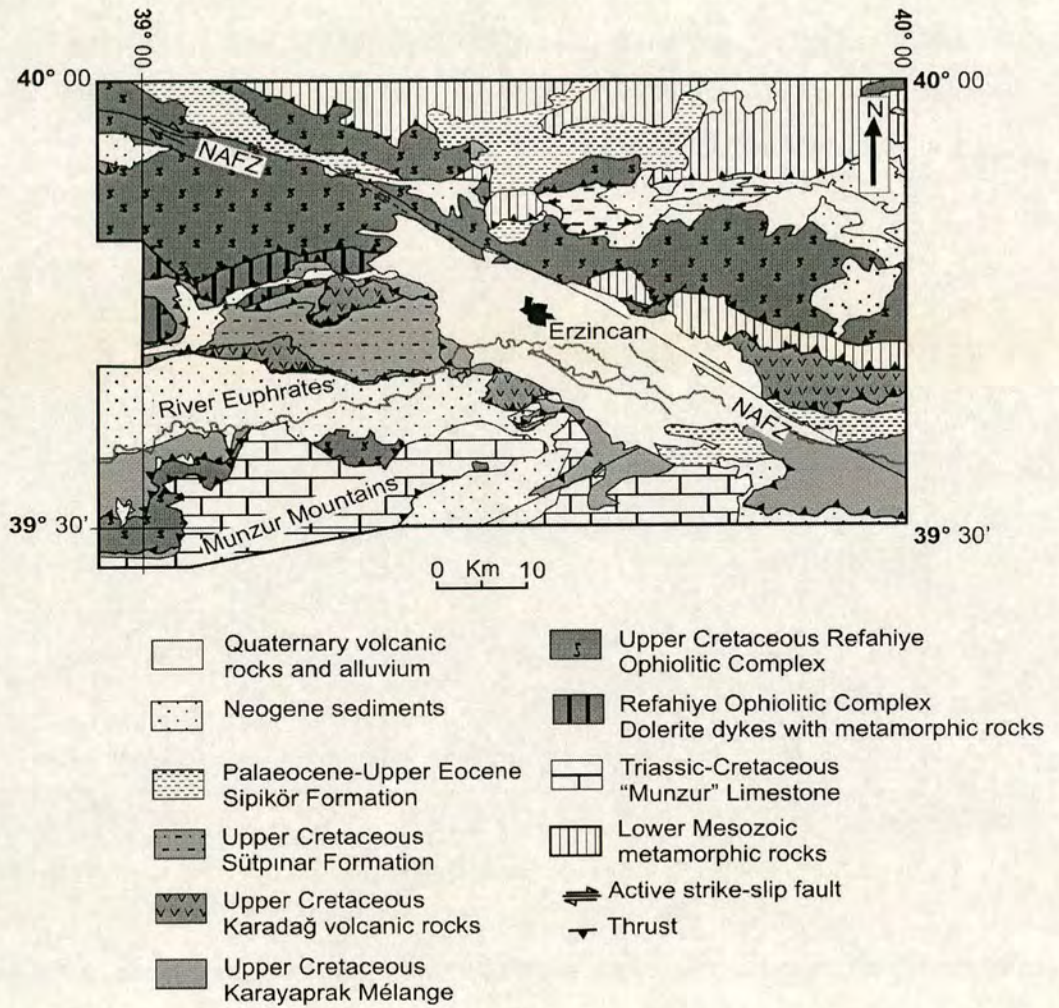 39° 00
40° 00
40° 00
40° 00
N
NAFZ
Erzincan
River Euphrates
NAFZ
Munzur Mountains
39° 30'
39° 30'
0 Km 10
Quaternary volcanic
rocks and alluvium
Neogene sediments
Palaeocene-Upper Eocene
Sipikör Formation
Upper Cretaceous
Sütpınar Formation
Upper Cretaceous
Karadağ volcanic rocks
Upper Cretaceous
Karayaprak Mélange
Upper Cretaceous Refahiye
Ophiolitic Complex
Refahiye Ophiolitic Complex
Dolerite dykes with metamorphic rocks
Triassic-Cretaceous
“Munzur” Limestone
Lower Mesozoic
metamorphic rocks
Active strike-slip fault
Thrust